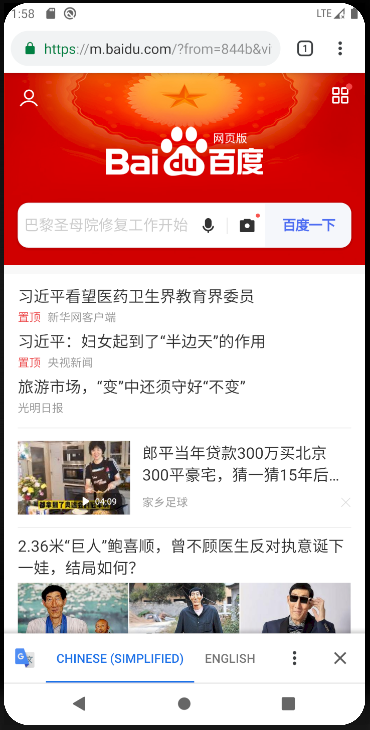 1:58
LTE
https://m.baidu.com/?from=844b&vi
1
网页版
Bai du 百度
巴黎圣母院修复工作开始
百度一下
习近平看望医药卫生界教育界委员
置顶 新华网客户端
习近平：妇女起到了“半边天”的作用
置顶 央视新闻
旅游市场，“变”中还须守好“不变”
光明日报
郎平当年贷款300万买北京
300平豪宅，猜一猜15年后...
04:09
家乡足球
2.36米“巨人”鲍喜顺，曾不顾医生反对执意诞下
一娃，结局如何？
CHINESE (SIMPLIFIED)
ENGLISH